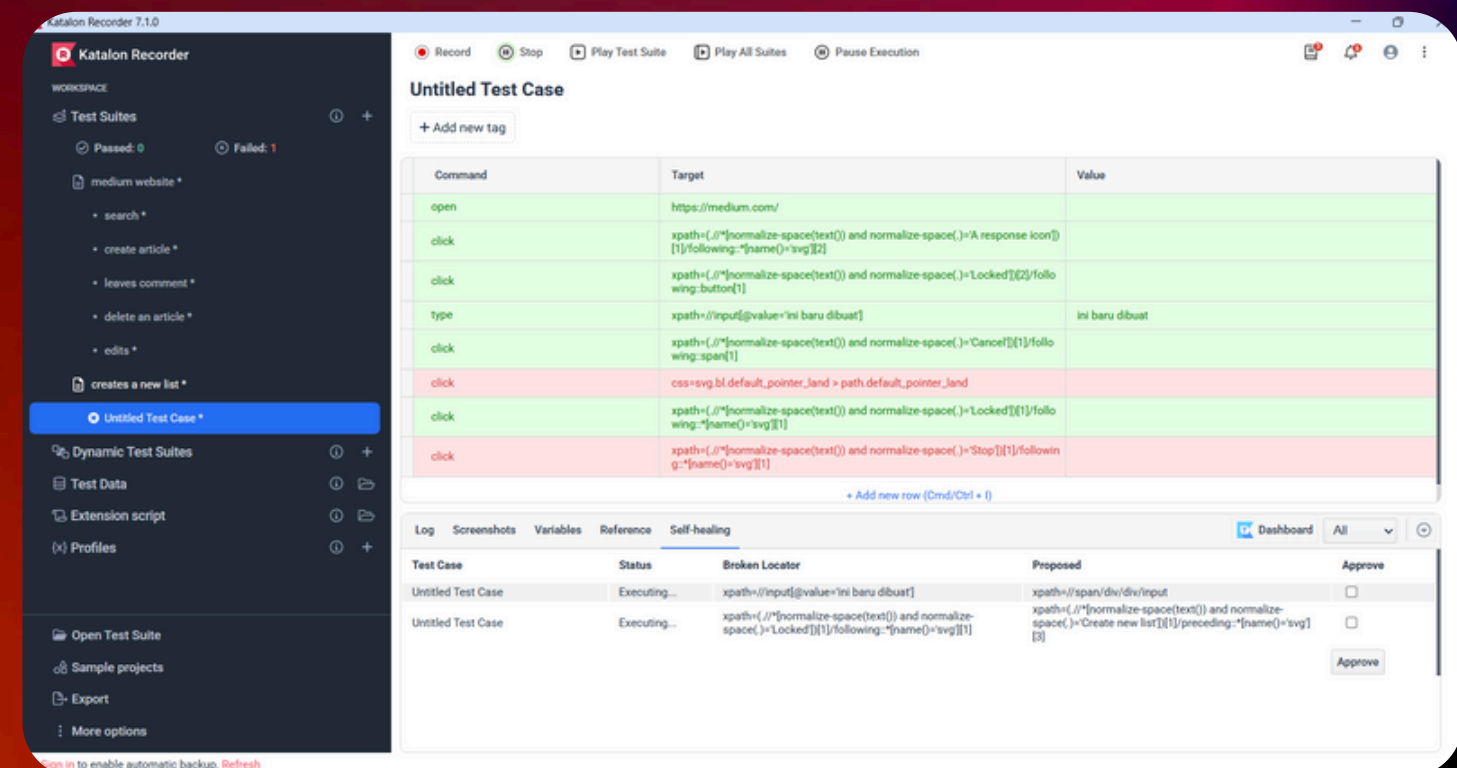 Katalon Recorder 7.1.0
Katalon Recorder
WORKSPACE
Test Suites
Passed: 0 Failed: 1
medium website *
search *
create article *
leaves comment *
delete an article *
edits *
creates a new list *
Untitled Test Case *
Dynamic Test Suites
Test Data
Extension script
Profiles
Open Test Suite
Sample projects
Export
More options
Sign in to enable automatic backup. Refresh
Record Stop Play Test Suite Play All Suites Pause Execution
Untitled Test Case
+ Add new tag
Command Target Value
open https://medium.com/
click xpath=(.//*[normalize-space(text()) and normalize-space(.)='A response icon'])
[1]/following::*[name()='svg'][2]
click xpath=(.//*[normalize-space(text()) and normalize-space(.)='Locked'])[2]/follo
wing::button[1]
type xpath=//input[@value='ini baru dibuat'] ini baru dibuat
click xpath=(.//*[normalize-space(text()) and normalize-space(.)='Cancel'])[1]/follo
wing::span[1]
click css=svg.bl.default_pointer_land > path.default_pointer_land
click xpath=(.//*[normalize-space(text()) and normalize-space(.)='Locked'])[1]/follo
wing::*[name()='svg'][1]
click xpath=(.//*[normalize-space(text()) and normalize-space(.)='Stop'])[1]/followin
g::*[name()='svg'][1]
+ Add new row (Cmd/Ctrl + I)
Log Screenshots Variables Reference Self-healing Dashboard All
Test Case Status Broken Locator Proposed Approve
Untitled Test Case Executing... xpath=//input[@value='ini baru dibuat'] xpath=//span/div/div/input
Untitled Test Case Executing... xpath=(.//*[normalize-space(text()) and normalize-
space(.)='Locked'])[1]/following::*[name()='svg'][1]
xpath=(.//*[normalize-space(text()) and normalize-
space(.)='Create new list'])[1]/preceding::*[name()='svg']
[3]
Approve